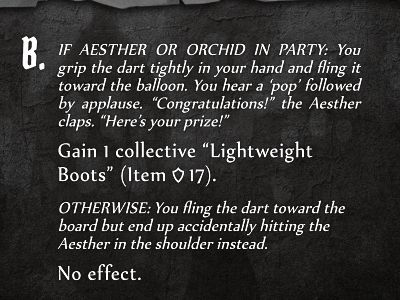 B.
IF AESTHER OR ORCHID IN PARTY: You
grip the dart tightly in your hand and fling it
toward the balloon. You hear a ‘pop’ followed
by applause. “Congratulations!” the Aesther
claps. “Here’s your prize!”
Gain 1 collective “Lightweight
Boots” (Item 17).
OTHERWISE: You fling the dart toward the
board but end up accidentally hitting the
Aesther in the shoulder instead.
No effect.